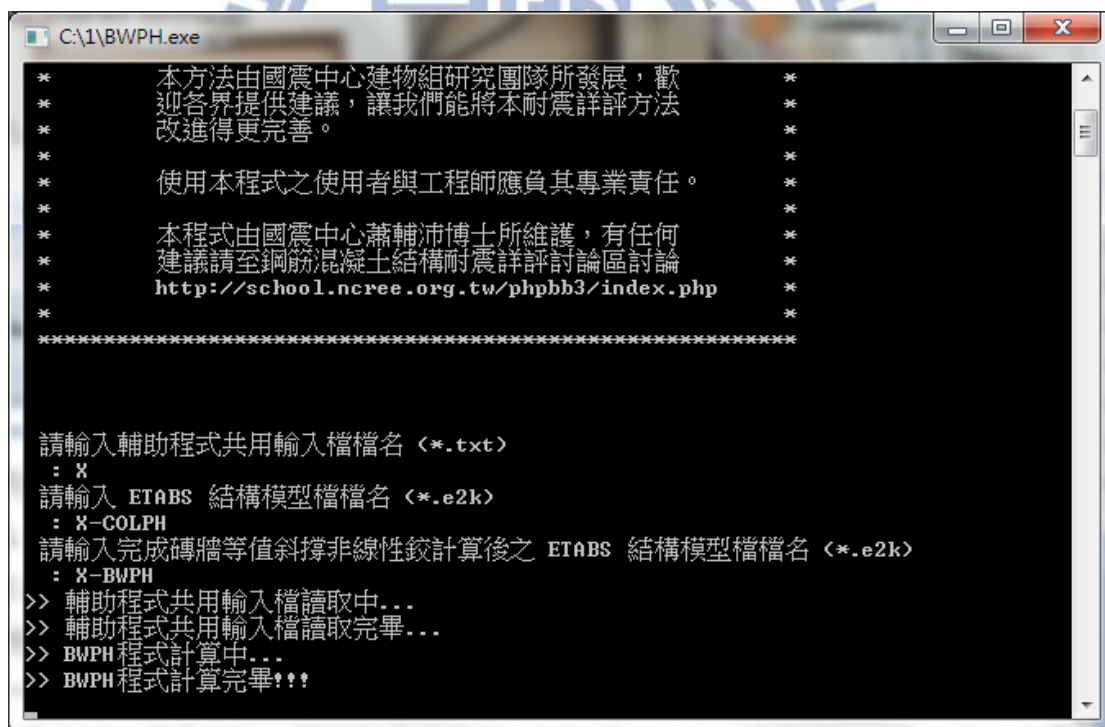 C:\1\BWPH.exe
* 本方法由國震中心建物組研究團隊所發展，歡 *
* 迎各界提供建議，讓我們能將本耐震詳評方法 *
* 改進得更完善。 *
* *
* 使用本程式之使用者與工程師應負其專業責任。 *
* *
* 本程式由國震中心蕭輔沛博士所維護，有任何 *
* 建議請至鋼筋混凝土結構耐震詳評討論區討論 *
* http://school.ncree.org.tw/phpbb3/index.php *
* *
**********************************************************
請輸入輔助程式共用輸入檔檔名 (*.txt)
: X
請輸入 ETABS 結構模型檔檔名 (*.e2k)
: X-COLPH
請輸入完成磚牆等值斜撐非線性鉸計算後之 ETABS 結構模型檔檔名 (*.e2k)
: X-BWPH
>> 輔助程式共用輸入檔讀取中...
>> 輔助程式共用輸入檔讀取完畢...
>> BWPH程式計算中...
>> BWPH程式計算完畢!!!